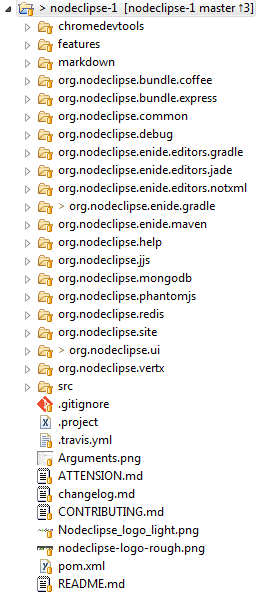 > nodeclipse-1 [nodeclipse-1 master ↑3]
chromedevtools
features
markdown
org.nodeclipse.bundle.coffee
org.nodeclipse.bundle.express
org.nodeclipse.common
org.nodeclipse.debug
org.nodeclipse.enide.editors.gradle
org.nodeclipse.enide.editors.jade
org.nodeclipse.enide.editors.notxml
> org.nodeclipse.enide.gradle
org.nodeclipse.enide.maven
org.nodeclipse.help
org.nodeclipse.jjs
org.nodeclipse.mongodb
org.nodeclipse.phantomjs
org.nodeclipse.redis
org.nodeclipse.site
> org.nodeclipse.ui
org.nodeclipse.vertx
src
.gitignore
.project
.travis.yml
Arguments.png
ATTENSION.md
changelog.md
CONTRIBUTING.md
Nodeclipse_logo_light.png
nodeclipse-logo-rough.png
pom.xml
README.md